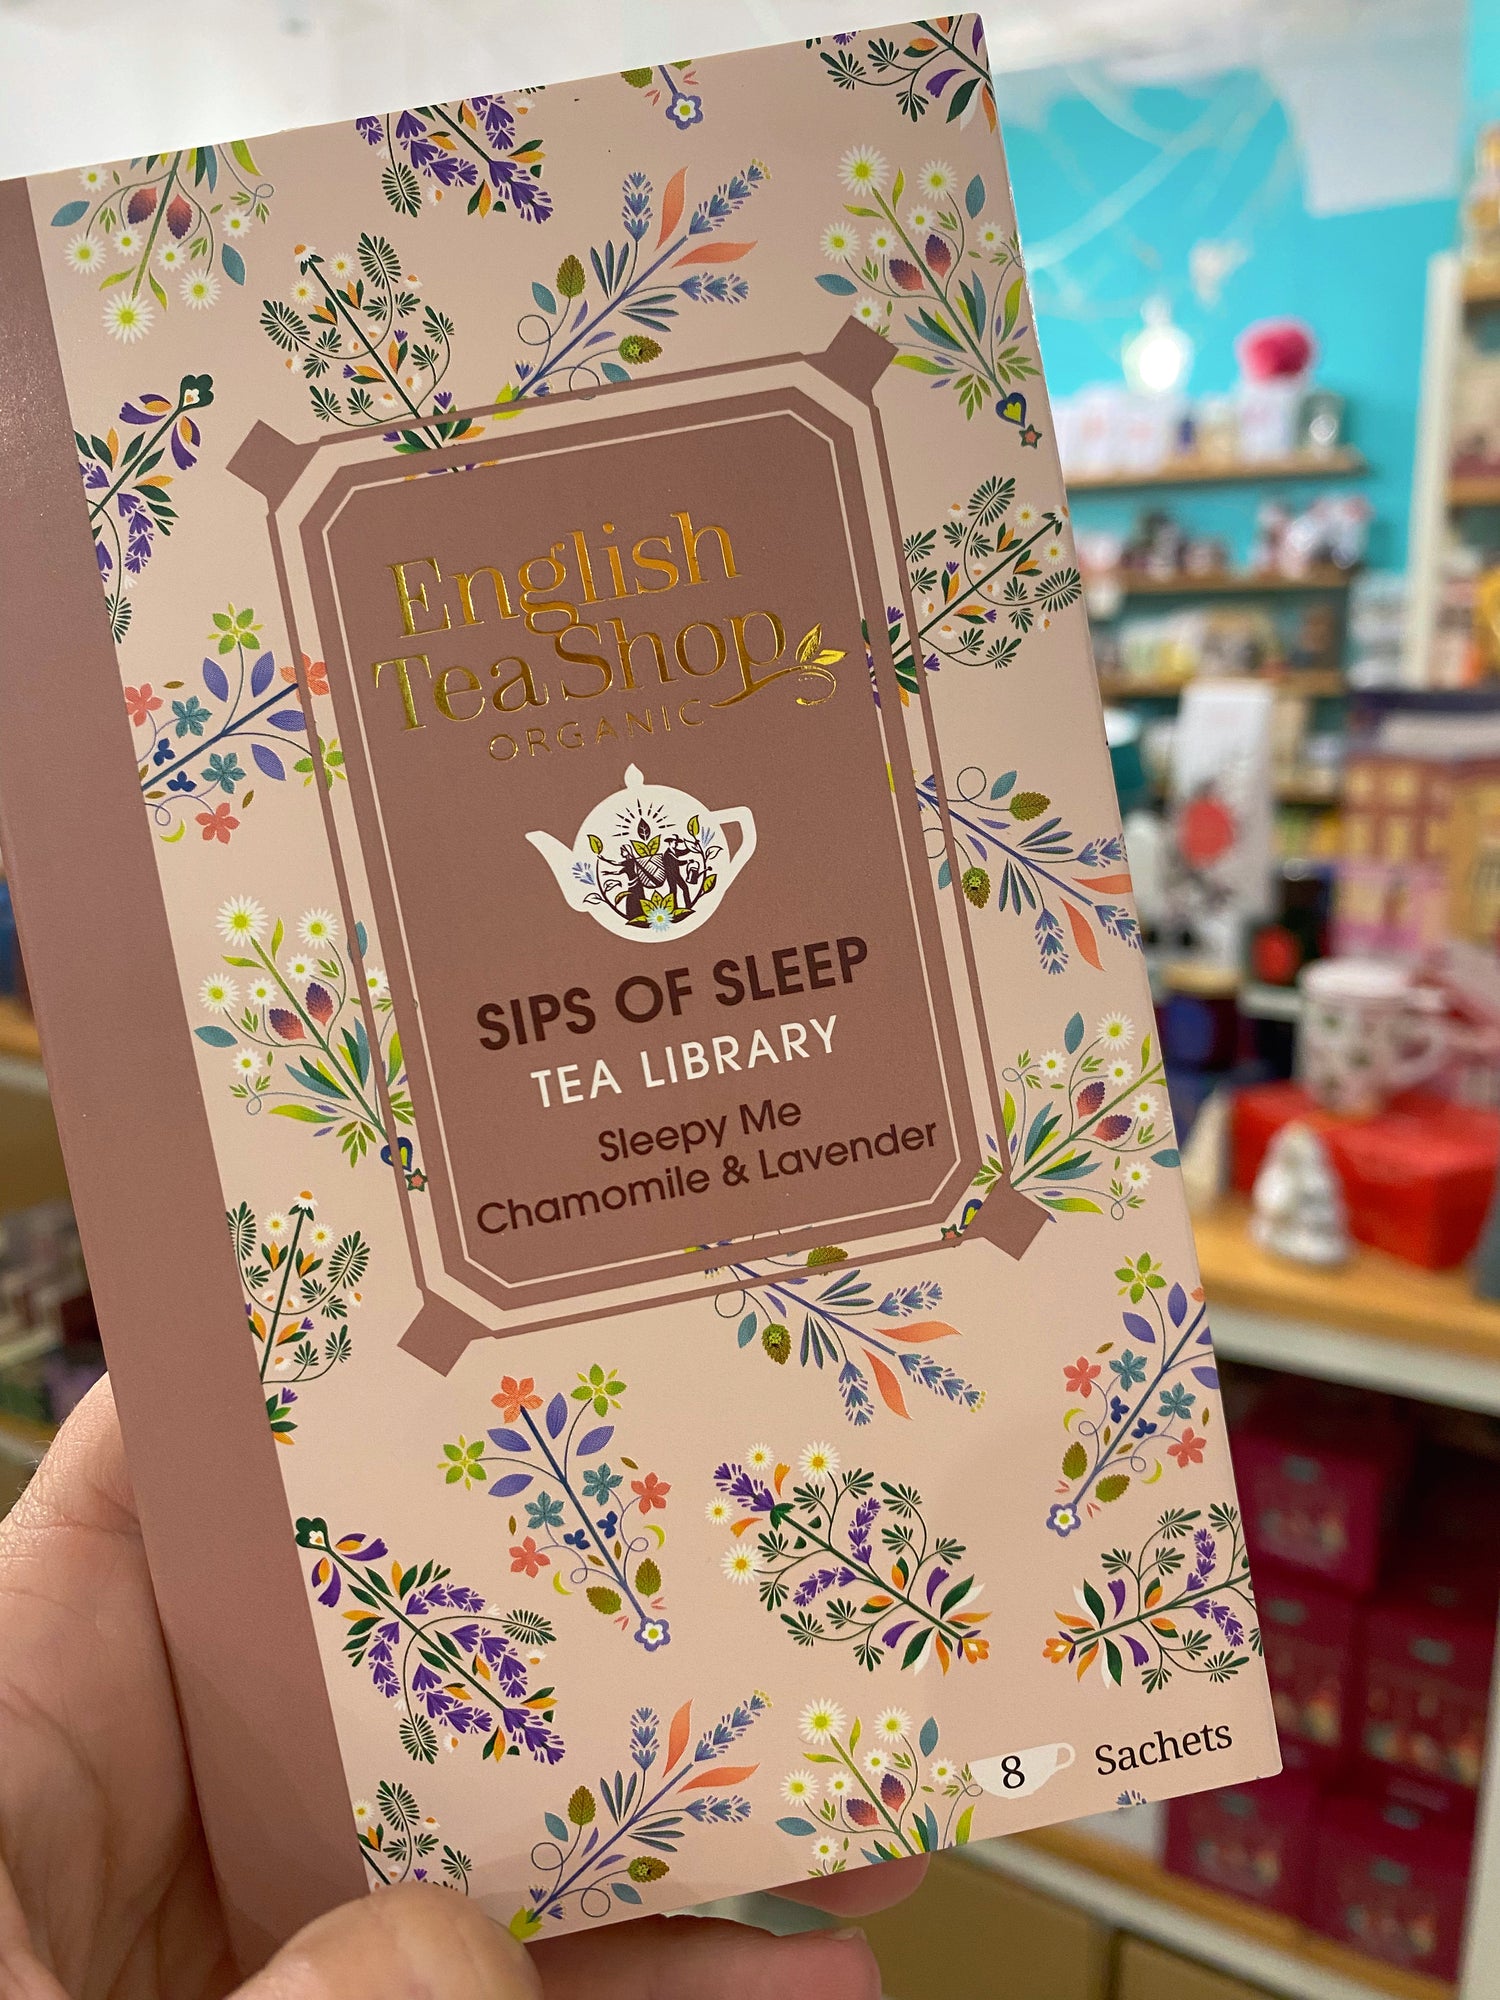 English
Tea Shop
ORGANIC
SIPS OF SLEEP
TEA LIBRARY
Sleepy Me
Chamomile & Lavender
8 Sachets